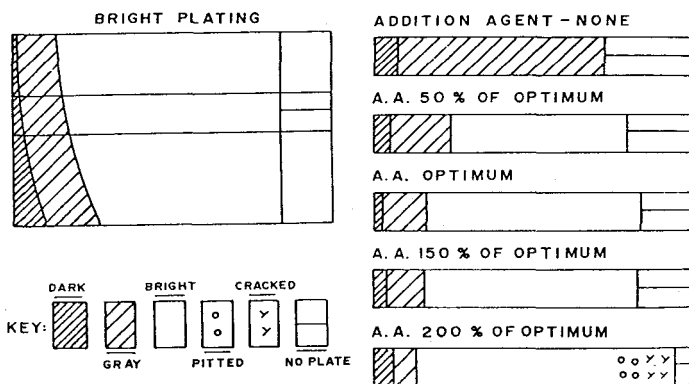 BRIGHT PLATING
ADDITION AGENT - NONE
A.A. 50 % OF OPTIMUM
A.A. OPTIMUM
A.A. 150 % OF OPTIMUM
A.A. 200 % OF OPTIMUM
KEY:
DARK
GRAY
BRIGHT
PITTED
CRACKED
NO PLATE